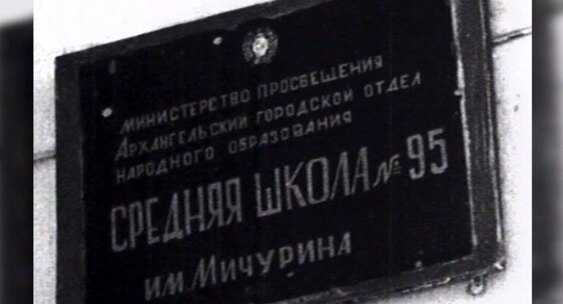 МИНИСТЕРСТВО ПРОСВЕЩЕНИЯ
АРХАНГЕЛЬСКИЙ ГОРОДСКОЙ ОТДЕЛ
НАРОДНОГО ОБРАЗОВАНИЯ
СРЕДНЯЯ ШКОЛА № 95
ИМ. МИЧУРИНА